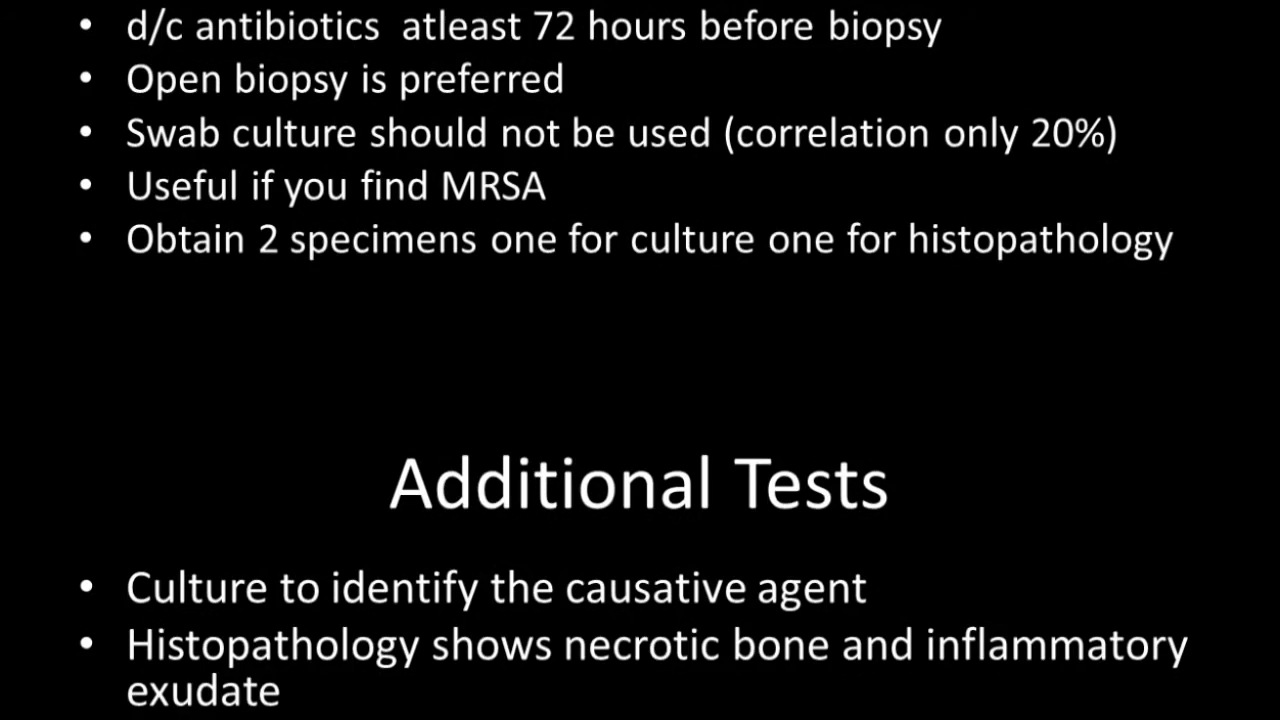 • d/c antibiotics  atleast 72 hours before biopsy
• Open biopsy is preferred
• Swab culture should not be used (correlation only 20%)
• Useful if you find MRSA
• Obtain 2 specimens one for culture one for histopathology
Additional Tests
• Culture to identify the causative agent
• Histopathology shows necrotic bone and inflammatory
exudate